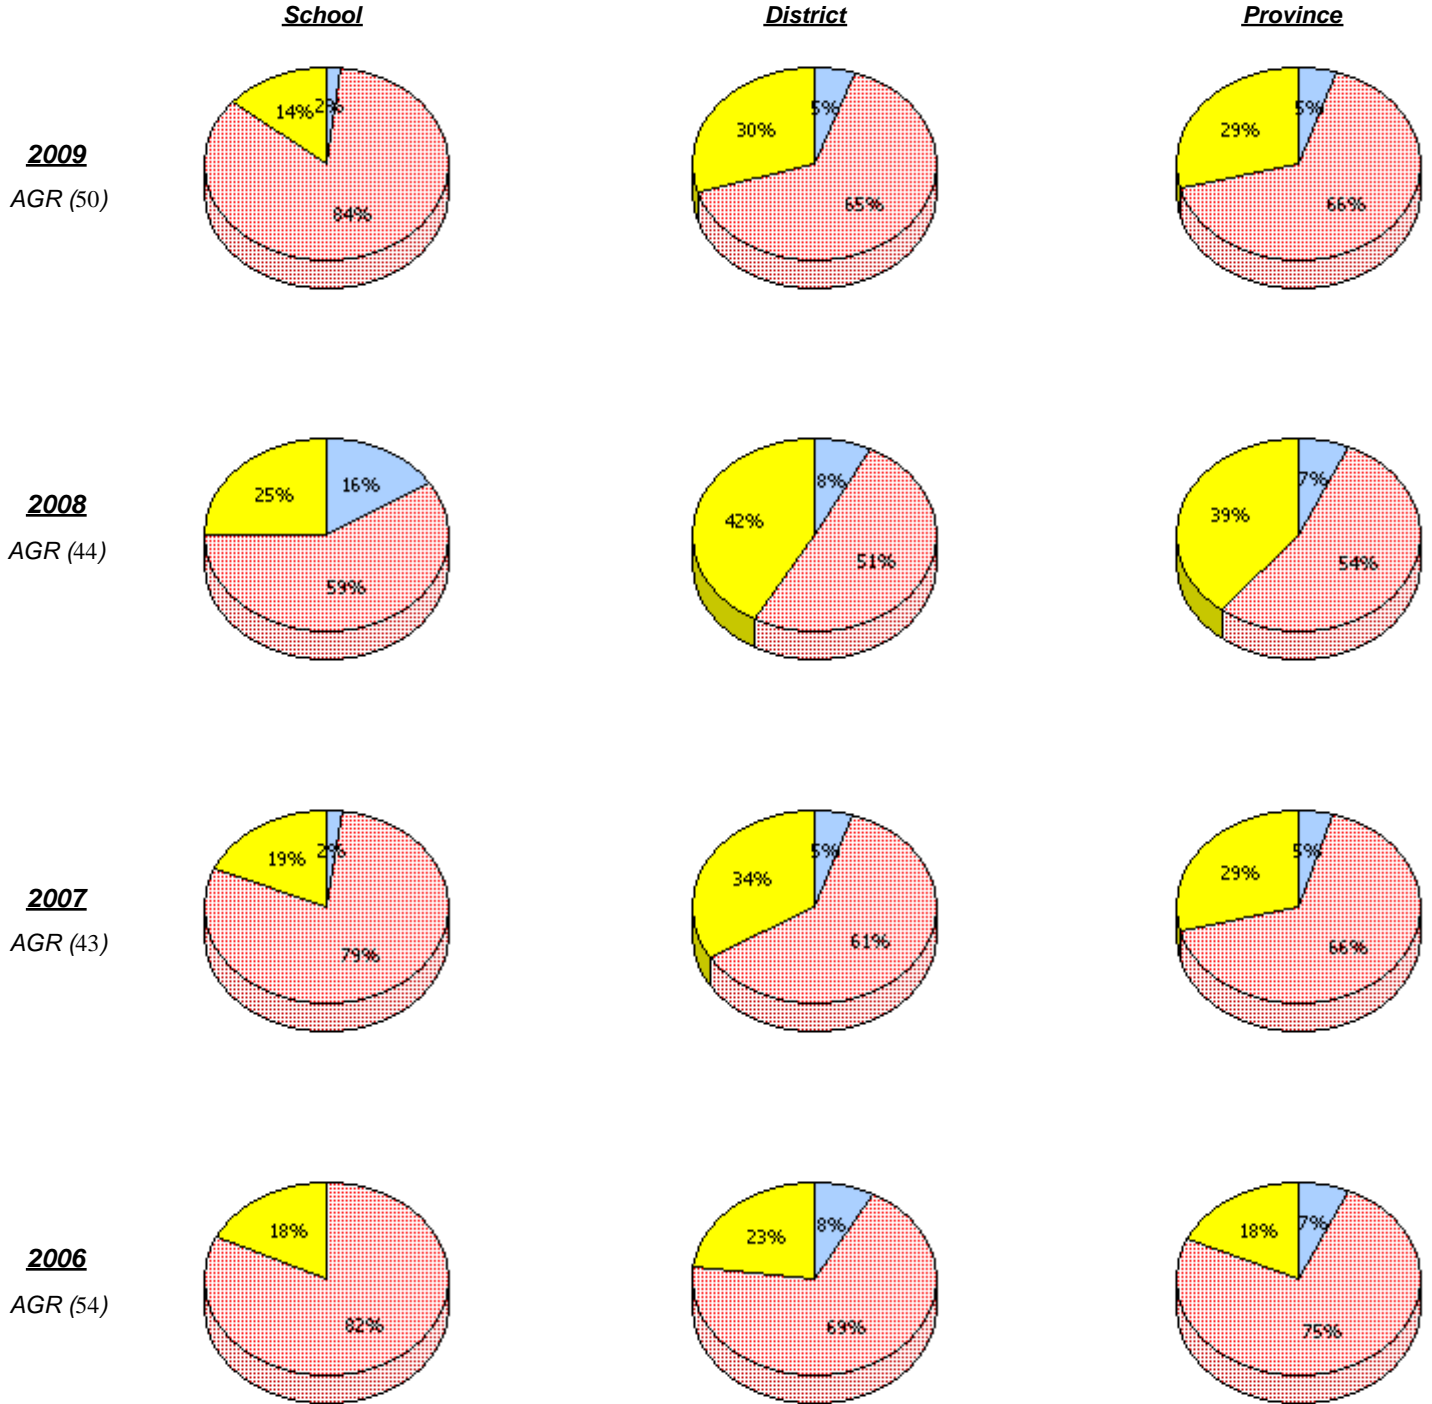 School District Province
14% 2% 84%
30% 5% 65%
29% 5% 66%
2009
AGR (50)
25% 16% 59%
42% 8% 51%
39% 7% 54%
2008
AGR (44)
19% 2% 79%
34% 5% 61%
29% 5% 66%
2007
AGR (43)
18% 82%
23% 8% 69%
18% 7% 75%
2006
AGR (54)